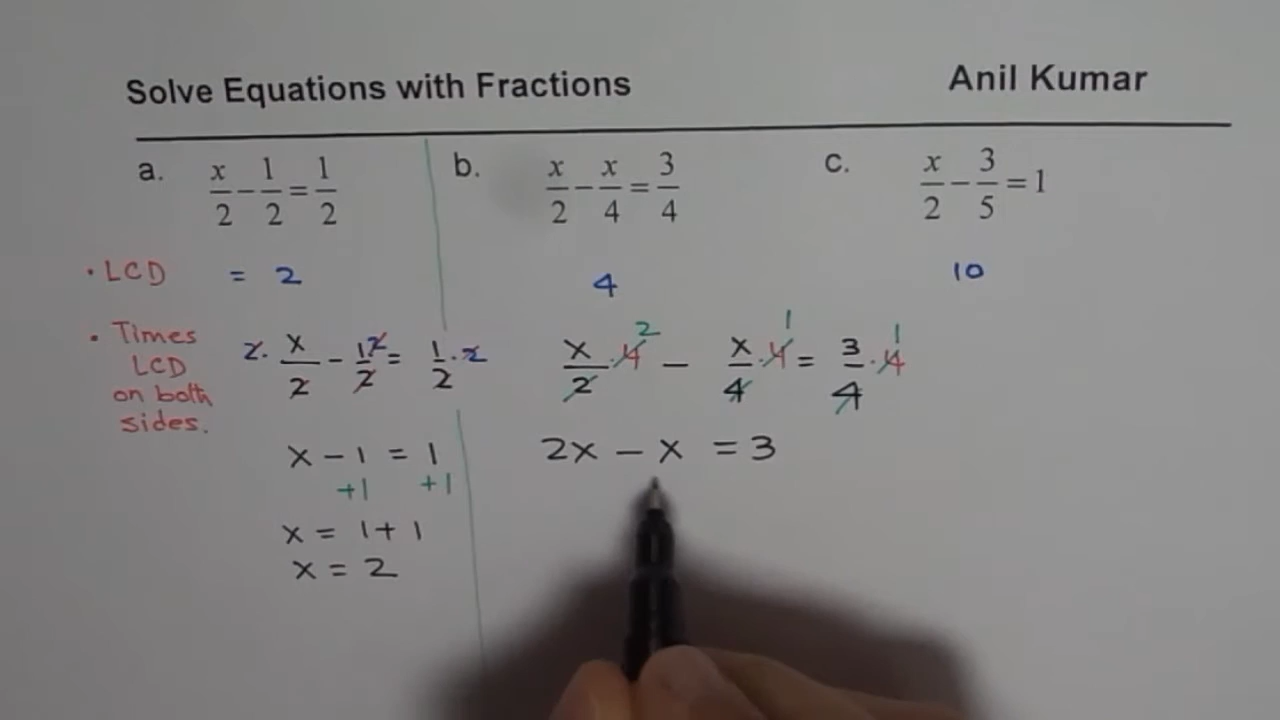 Solve Equations with Fractions
Anil Kumar
a. x/2 − 1/2 = 1/2
b. x/2 − x/4 = 3/4
c. x/2 − 3/5 = 1
· LCD = 2
4
10
· Times
LCD
on both
sides.
2 · x/2 − 1/2 2 = 1/2 · 2
x − 1 = 1
+1 +1
x = 1 + 1
x = 2
x/2 · 4 2 − x/4 · 4 1 = 3/4 · 4 1
2x − x = 3